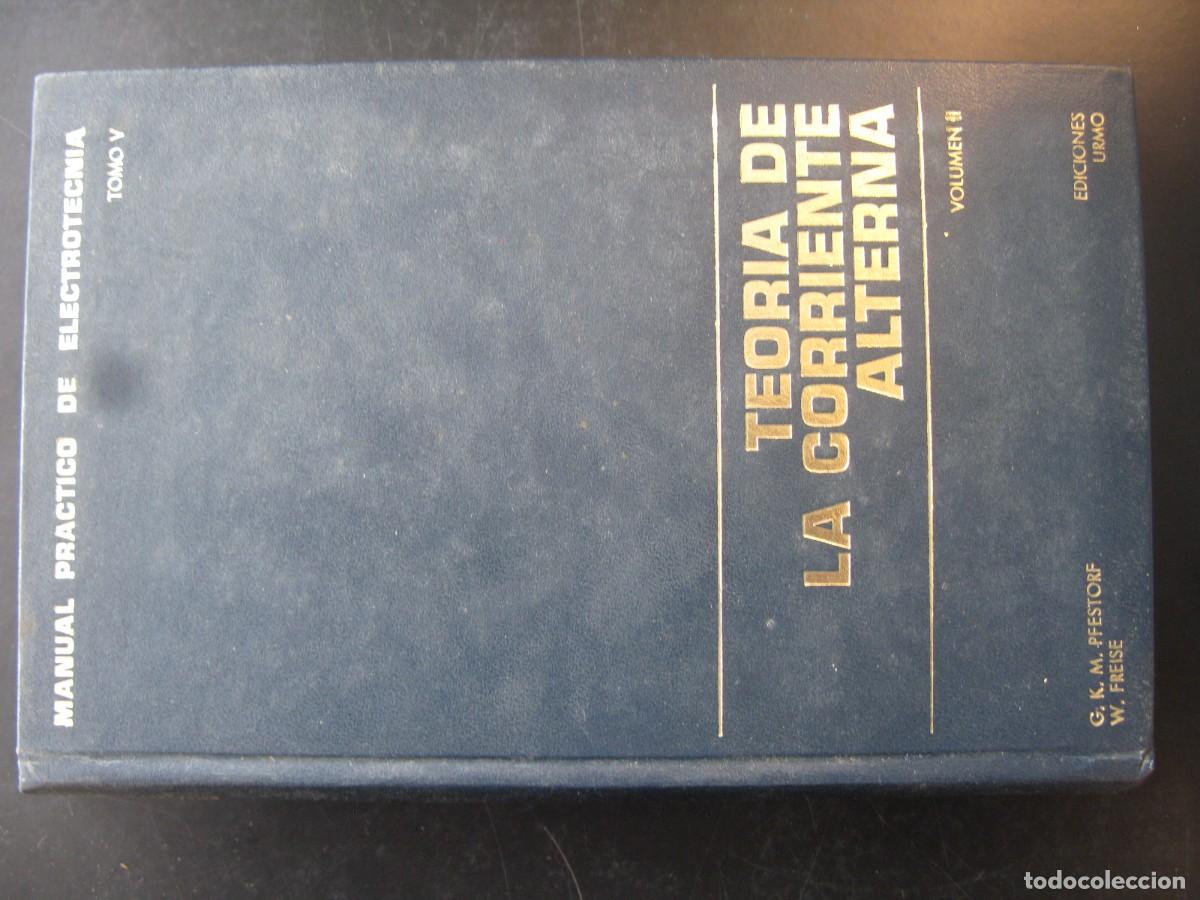 MANUAL PRACTICO DE ELECTROTECNIA
TOMO V
TEORIA DE
LA CORRIENTE
ALTERNA
VOLUMEN II
G. K. M. PFESTORF
W. FREISE
EDICIONES
URMO
todocoleccion